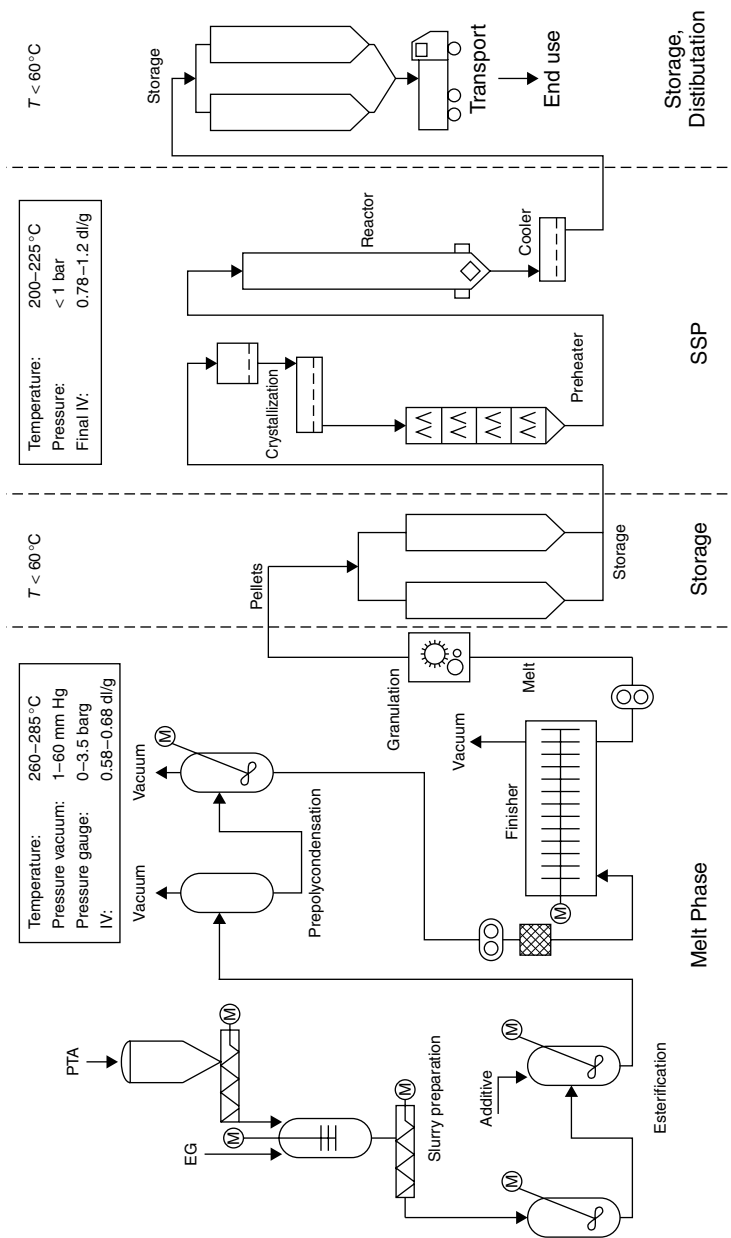 Temperature: 260–285°C
Pressure vacuum: 1–60 mm Hg
Pressure gauge: 0–3.5 barg
IV: 0.58–0.68 dl/g
T < 60°C
Temperature: 200–225°C
Pressure: < 1 bar
Final IV: 0.78–1.2 dl/g
T < 60°C
PTA
M
M
EG
M
Slurry preparation
M
Additive
M
Esterification
Vacuum
Vacuum
M
Prepolycondensation
M
Finisher
Vacuum
Melt
Granulation
Pellets
Storage
Crystallization
Preheater
Reactor
Cooler
Storage
Transport
End use
Melt Phase
Storage
SSP
Storage,
Distibutation